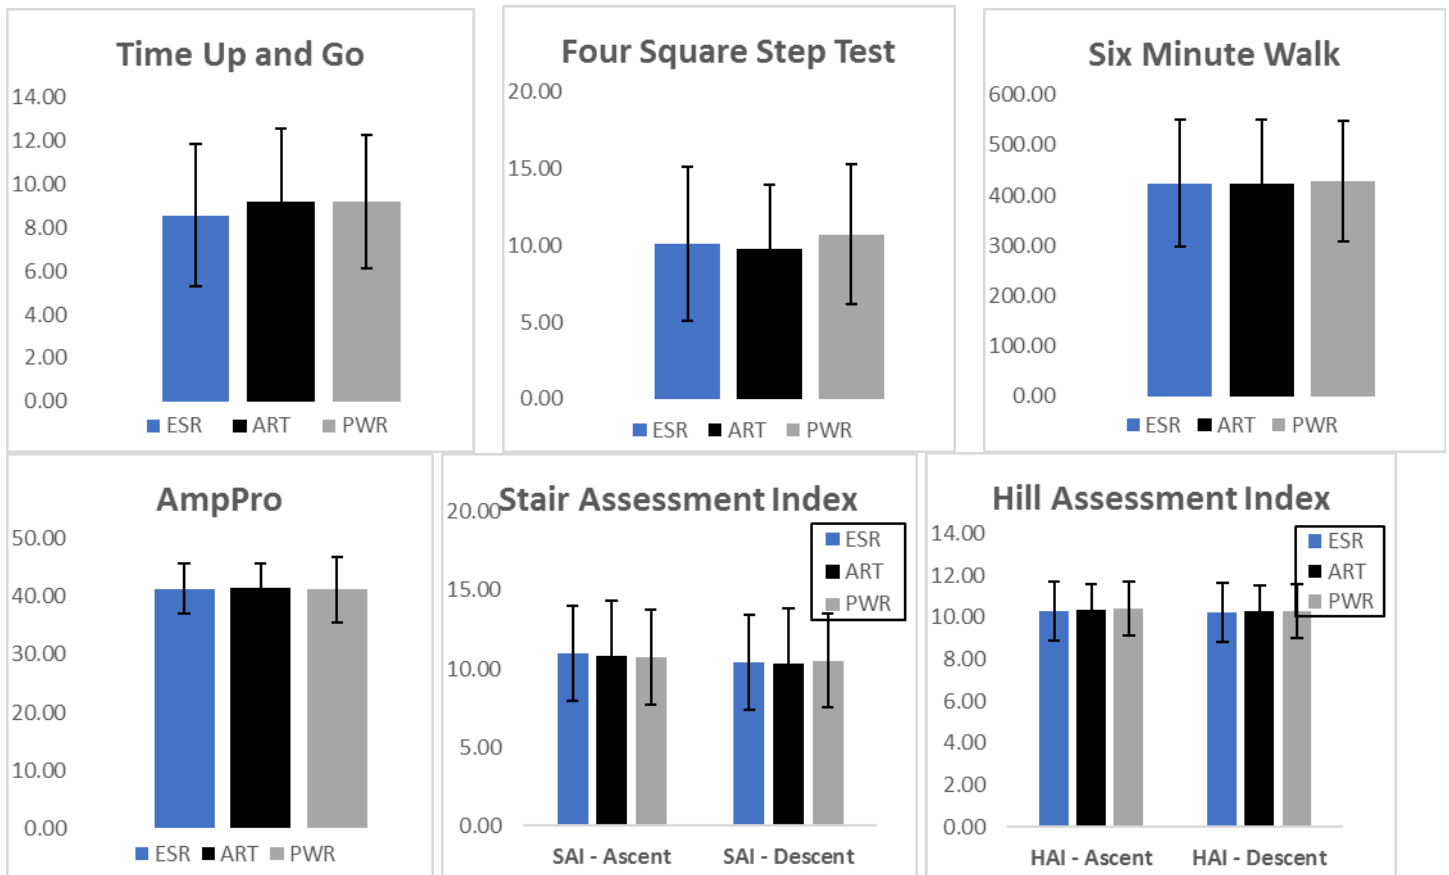 Time Up and Go
14.00
12.00
10.00
8.00
6.00
4.00
2.00
0.00
ESR ART PWR
Four Square Step Test
20.00
15.00
10.00
5.00
0.00
ESR ART PWR
Six Minute Walk
600.00
500.00
400.00
300.00
200.00
100.00
0.00
ESR ART PWR
AmpPro
50.00
40.00
30.00
20.00
10.00
0.00
ESR ART PWR
Stair Assessment Index
20.00
15.00
10.00
5.00
0.00
ESR
ART
PWR
SAI - Ascent SAI - Descent
Hill Assessment Index
14.00
12.00
10.00
8.00
6.00
4.00
2.00
0.00
ESR
ART
PWR
HAI - Ascent HAI - Descent